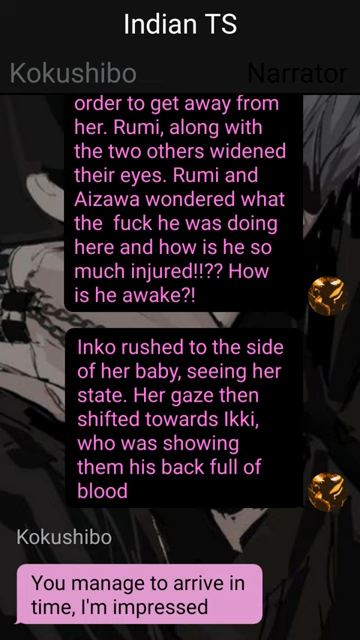 Indian TS
Kokushibo
Narrator
order to get away from
her. Rumi, along with
the two others widened
their eyes. Rumi and
Aizawa wondered what
the  fuck he was doing
here and how is he so
much injured!!?? How
is he awake?!
Inko rushed to the side
of her baby, seeing her
state. Her gaze then
shifted towards Ikki,
who was showing
them his back full of
blood
Kokushibo
You manage to arrive in
time, I'm impressed